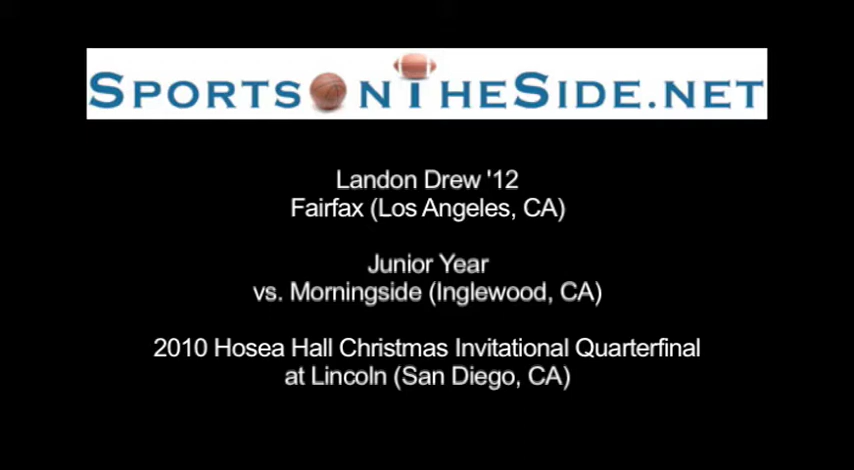 SPORTSONTHESIDE.NET
Landon Drew '12
Fairfax (Los Angeles, CA)
Junior Year
vs. Morningside (Inglewood, CA)
2010 Hosea Hall Christmas Invitational Quarterfinal
at Lincoln (San Diego, CA)